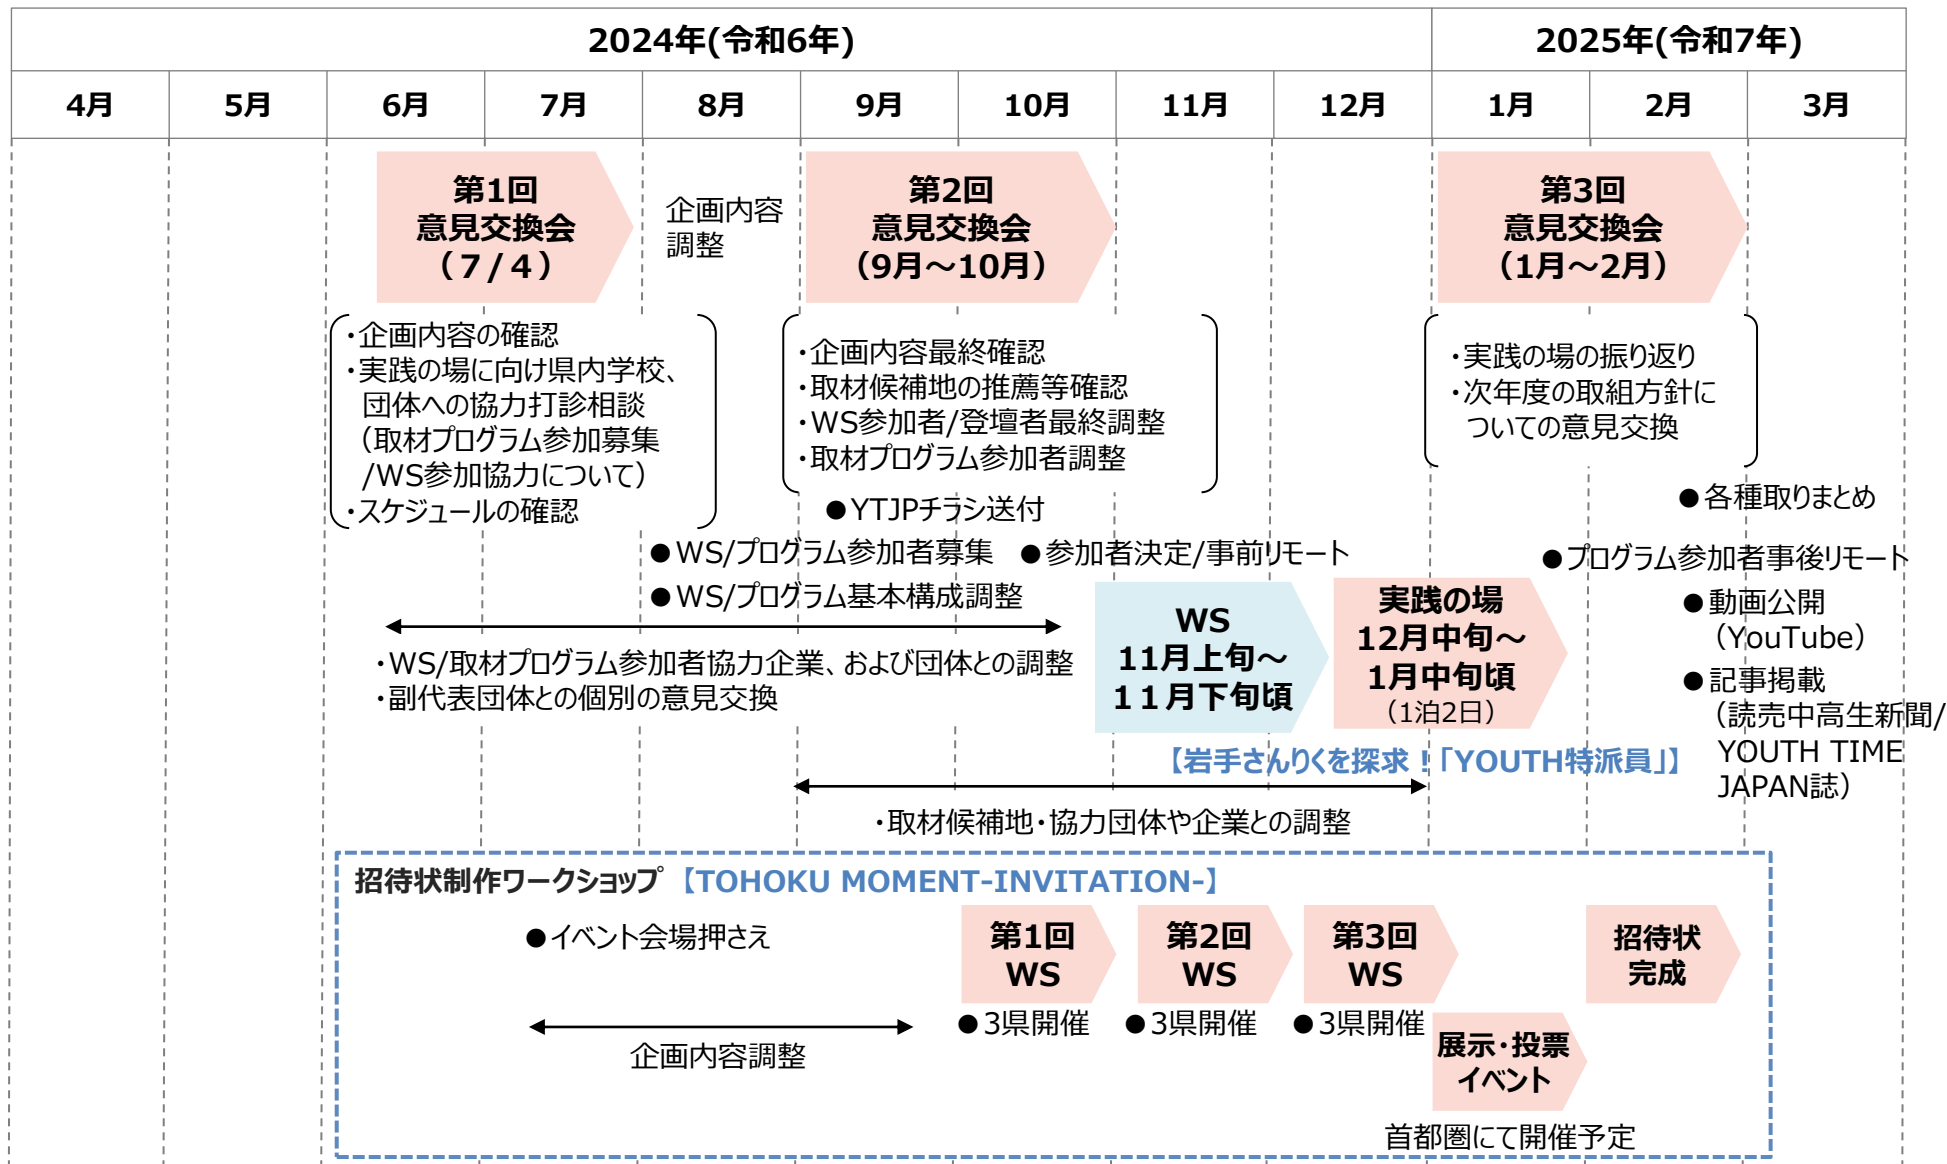 2024年(令和6年)
2025年(令和7年)
4月
5月
6月
7月
8月
9月
10月
11月
12月
1月
2月
3月
第1回
意見交換会
（７/４）
企画内容
調整
第2回
意見交換会
（9月～10月）
第3回
意見交換会
（1月～2月）
・企画内容の確認
・実践の場に向け県内学校、
団体への協力打診相談
（取材プログラム参加募集
/WS参加協力について）
・スケジュールの確認
・企画内容最終確認
・取材候補地の推薦等確認
・WS参加者/登壇者最終調整
・取材プログラム参加者調整
・実践の場の振り返り
・次年度の取組方針に
ついての意見交換
●YTJPチラシ送付
●各種取りまとめ
●WS/プログラム参加者募集
●参加者決定/事前リモート
●プログラム参加者事後リモート
●WS/プログラム基本構成調整
・WS/取材プログラム参加者協力企業、および団体との調整
・副代表団体との個別の意見交換
WS
11月上旬～
１１月下旬頃
実践の場
12月中旬～
1月中旬頃
（1泊2日）
●動画公開
（YouTube）
●記事掲載
（読売中高生新聞/
YOUTH TIME
JAPAN誌）
【岩手さんりくを探求！「YOUTH特派員」】
・取材候補地・協力団体や企業との調整
招待状制作ワークショップ【TOHOKU MOMENT-INVITATION-】
●イベント会場押さえ
第1回
WS
第2回
WS
第3回
WS
招待状
完成
●3県開催
●3県開催
●3県開催
企画内容調整
展示・投票
イベント
首都圏にて開催予定